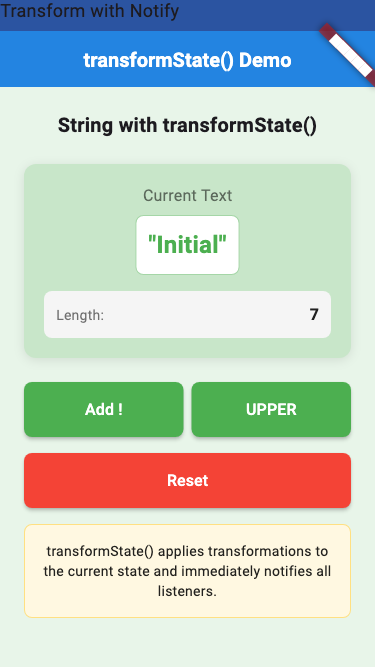 Transform with Notify
transformState() Demo
String with transformState()
Current Text
"Initial"
Length: 7
Add ! UPPER
Reset
transformState() applies transformations to
the current state and immediately notifies all
listeners.